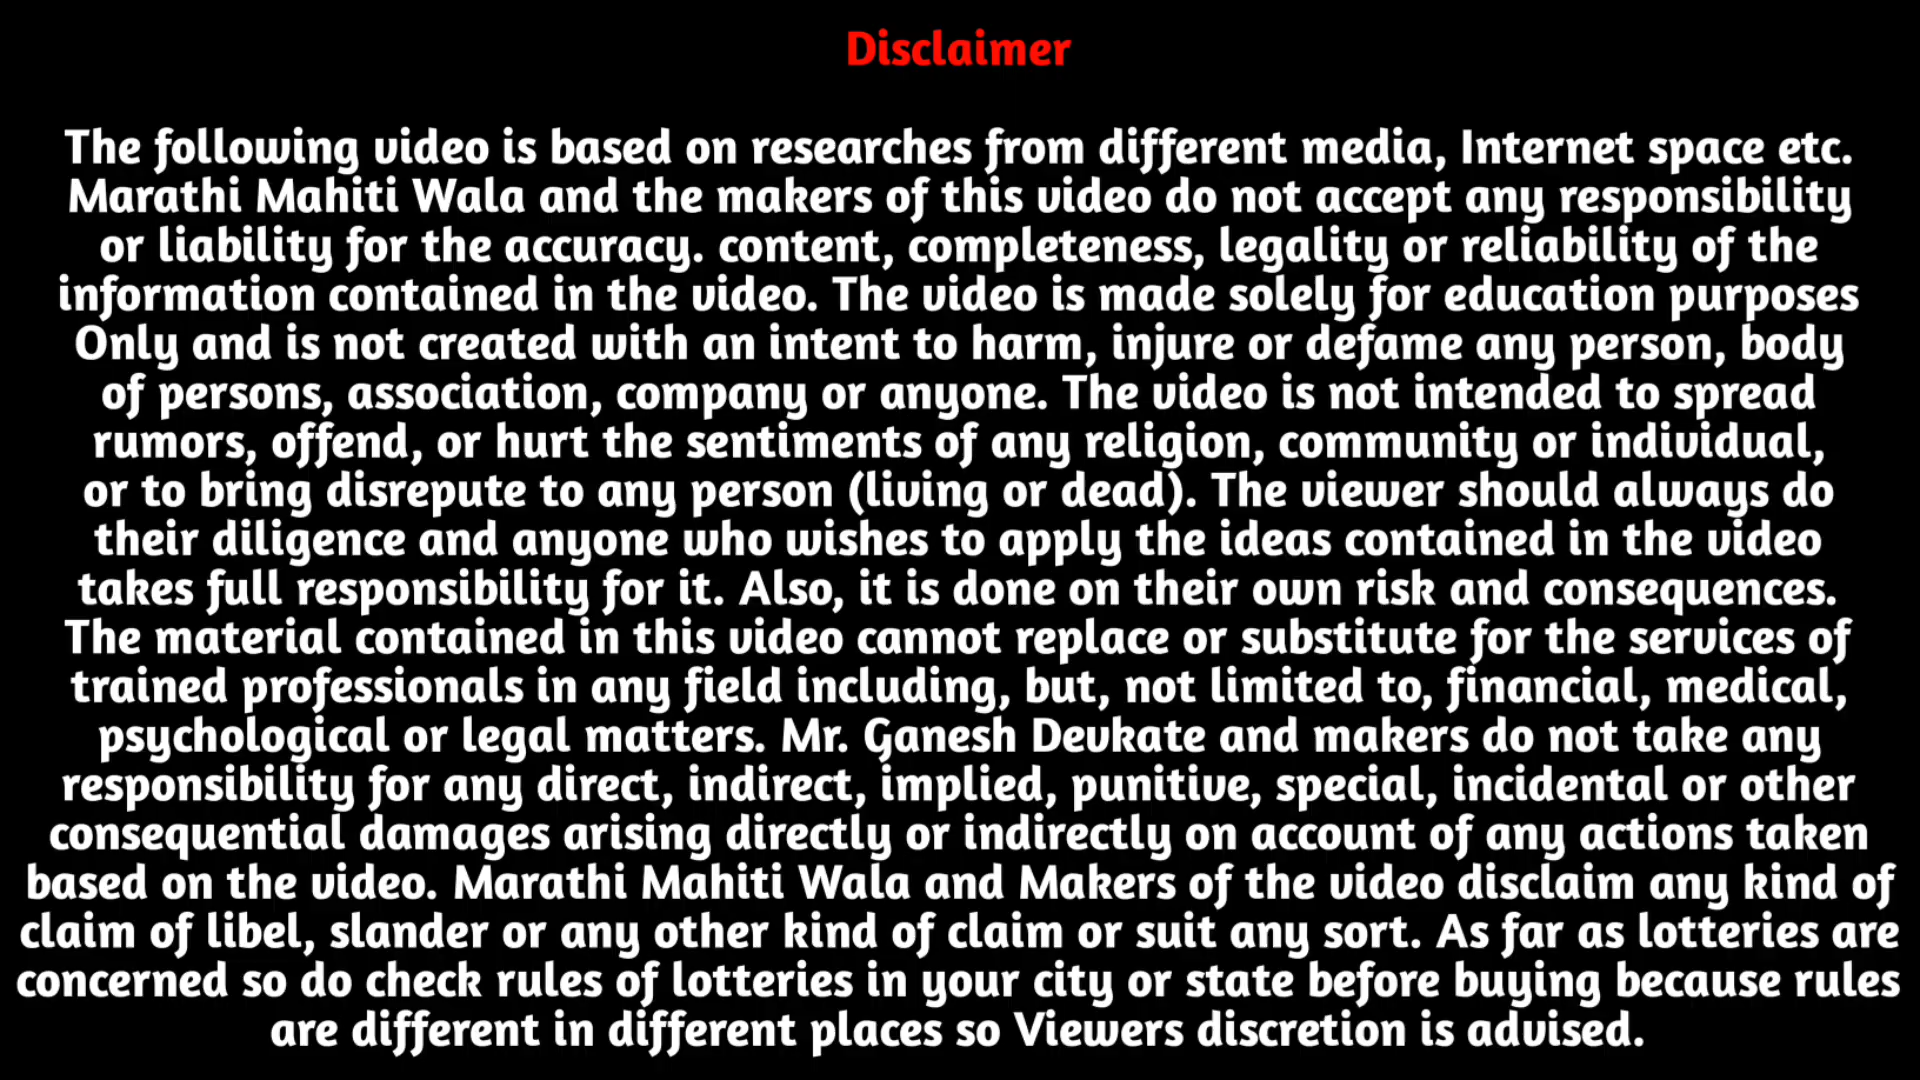 Disclaimer
The following video is based on researches from different media, Internet space etc.
Marathi Mahiti Wala and the makers of this video do not accept any responsibility
or liability for the accuracy. content, completeness, legality or reliability of the
information contained in the video. The video is made solely for education purposes
Only and is not created with an intent to harm, injure or defame any person, body
of persons, association, company or anyone. The video is not intended to spread
rumors, offend, or hurt the sentiments of any religion, community or individual,
or to bring disrepute to any person (living or dead). The viewer should always do
their diligence and anyone who wishes to apply the ideas contained in the video
takes full responsibility for it. Also, it is done on their own risk and consequences.
The material contained in this video cannot replace or substitute for the services of
trained professionals in any field including, but, not limited to, financial, medical,
psychological or legal matters. Mr. Ganesh Devkate and makers do not take any
responsibility for any direct, indirect, implied, punitive, special, incidental or other
consequential damages arising directly or indirectly on account of any actions taken
based on the video. Marathi Mahiti Wala and Makers of the video disclaim any kind of
claim of libel, slander or any other kind of claim or suit any sort. As far as lotteries are
concerned so do check rules of lotteries in your city or state before buying because rules
are different in different places so Viewers discretion is advised.